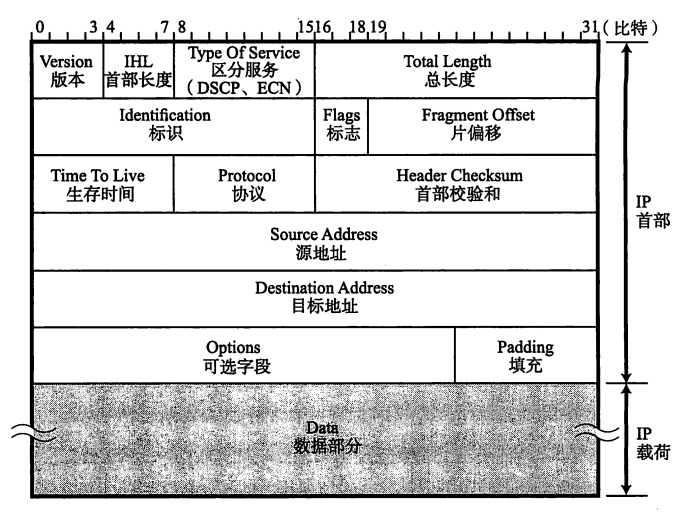 0 3 4 7 8 1516 1819 31 (比特)
Version
版本
IHL
首部长度
Type Of Service
区分服务
(DSCP、ECN)
Total Length
总长度
Identification
标识
Flags
标志
Fragment Offset
片偏移
Time To Live
生存时间
Protocol
协议
Header Checksum
首部校验和
Source Address
源地址
Destination Address
目标地址
Options
可选字段
Padding
填充
IP
首部
Data
数据部分
IP
载荷